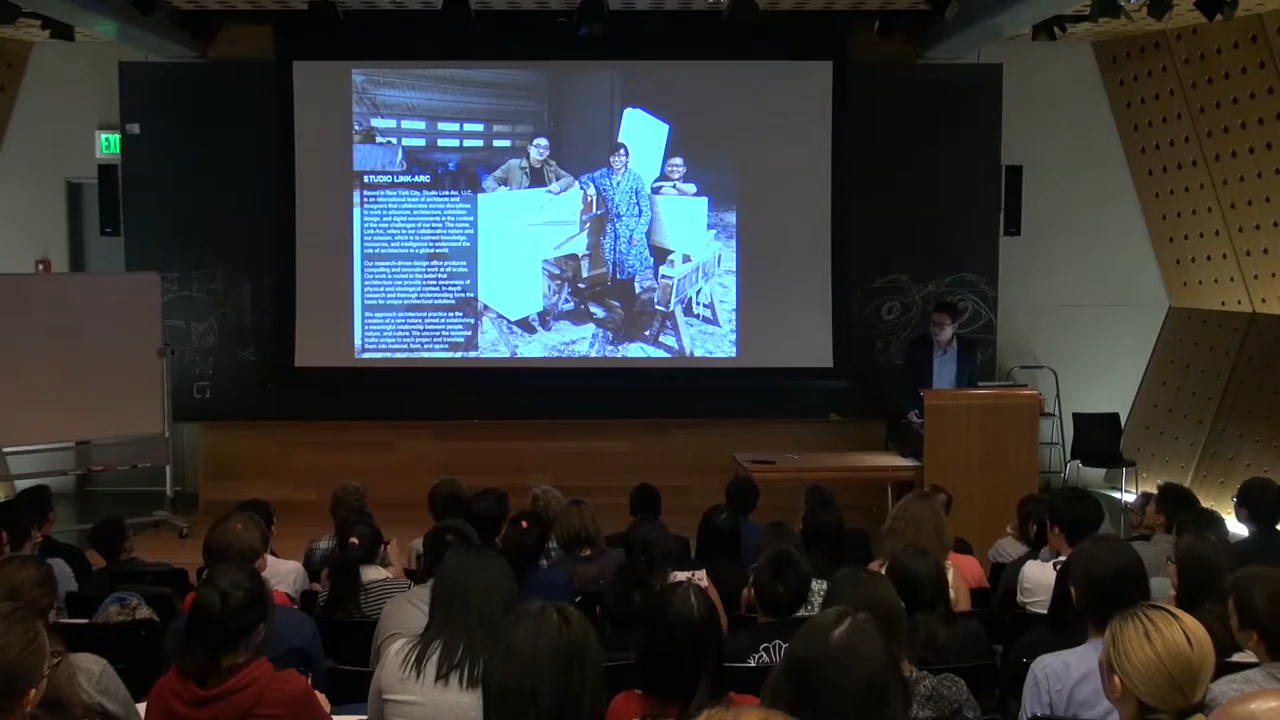 EXIT
STUDIO LINK-ARC
Based in New York City, Studio Link-Arc, LLC,
is an international team of architects and
designers that collaborates across disciplines
to work in urbanism, architecture, exhibition
design, and digital environments in the context
of the new challenges of our time. The name,
Link-Arc, refers to our collaborative nature and
our mission, which is to connect knowledge,
resources, and intelligence to understand the
role of architecture in a global world.
Our research-driven design office produces
compelling and innovative work at all scales.
Our work is rooted in the belief that
architecture can provide a new awareness of
physical and ideological context. In-depth
research and thorough understanding form the
basis for unique architectural solutions.
We approach architectural practice as the
creation of a new nature, aimed at establishing
a meaningful relationship between people,
nature, and culture. We uncover the essential
truths unique to each project and translate
them into material, form, and space.